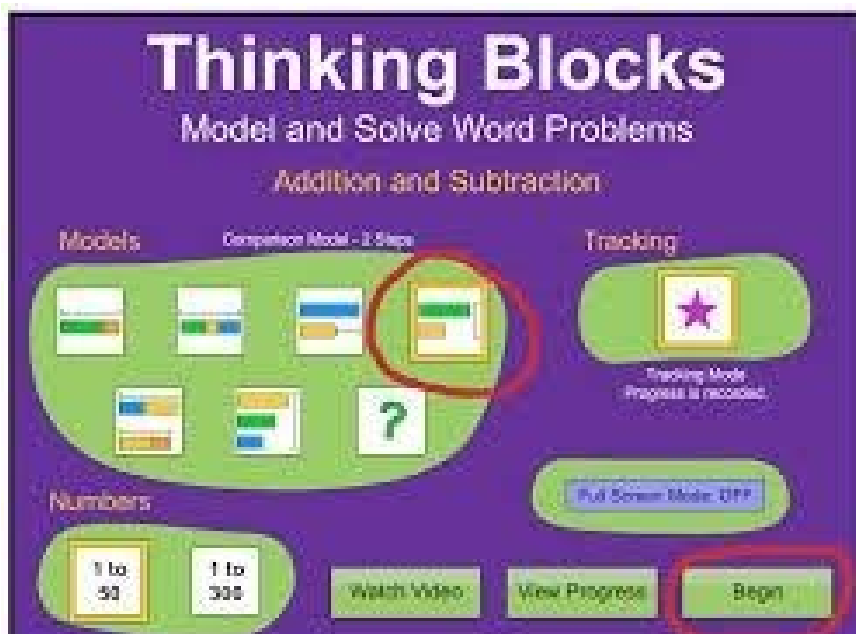 Thinking Blocks
Model and Solve Word Problems
Addition and Subtraction
Models
Comparison Model - 2 Steps
Tracking
?
Tracking Mode
Progress is recorded.
Full Screen Mode: OFF
Numbers
1 to
50
1 to
300
Watch Video
View Progress
Begin